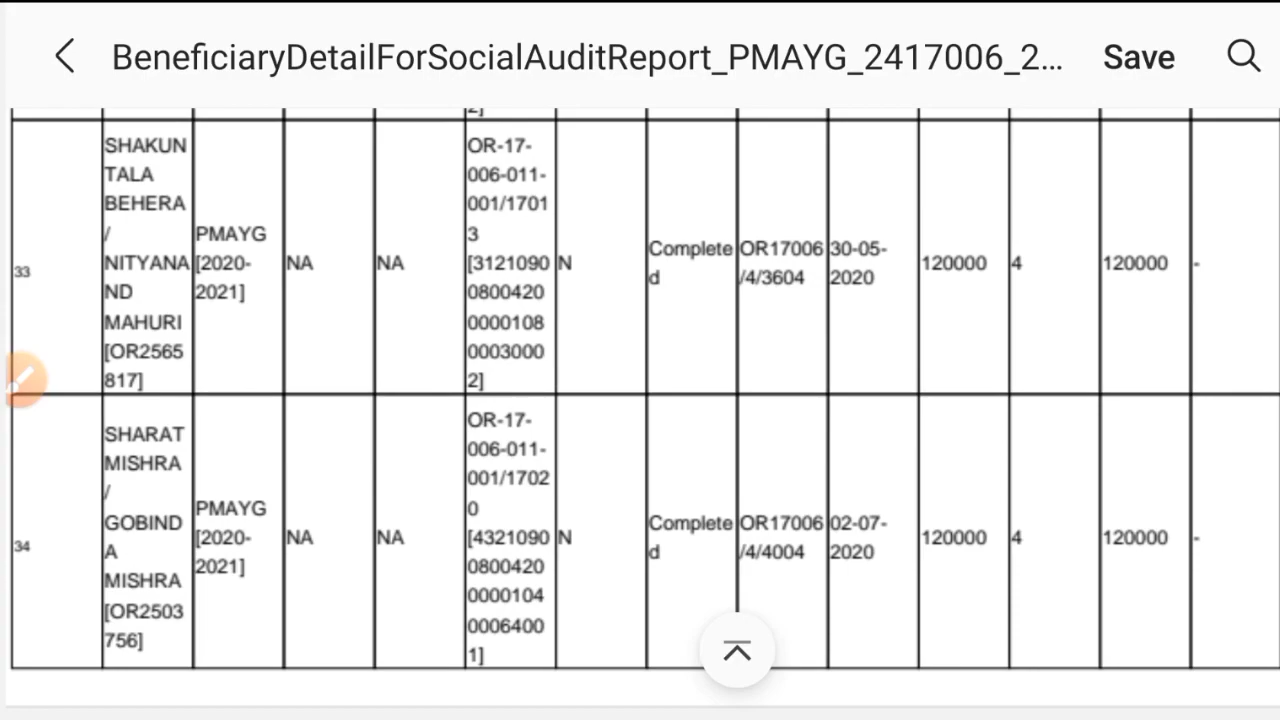 BeneficiaryDetailForSocialAuditReport_PMAYG_2417006_2... Save
33
SHAKUN
TALA
BEHERA
/
NITYANA
ND
MAHURI
[OR2565
817]
PMAYG
[2020-
2021]
NA
NA
OR-17-
006-011-
001/1701
3
[3121090
0800420
0000108
0003000
2]
N
Complete
d
OR17006
/4/3604
30-05-
2020
120000
4
120000
-
34
SHARAT
MISHRA
/
GOBIND
A
MISHRA
[OR2503
756]
PMAYG
[2020-
2021]
NA
NA
OR-17-
006-011-
001/1702
0
[4321090
0800420
0000104
0006400
1]
N
Complete
d
OR17006
/4/4004
02-07-
2020
120000
4
120000
-